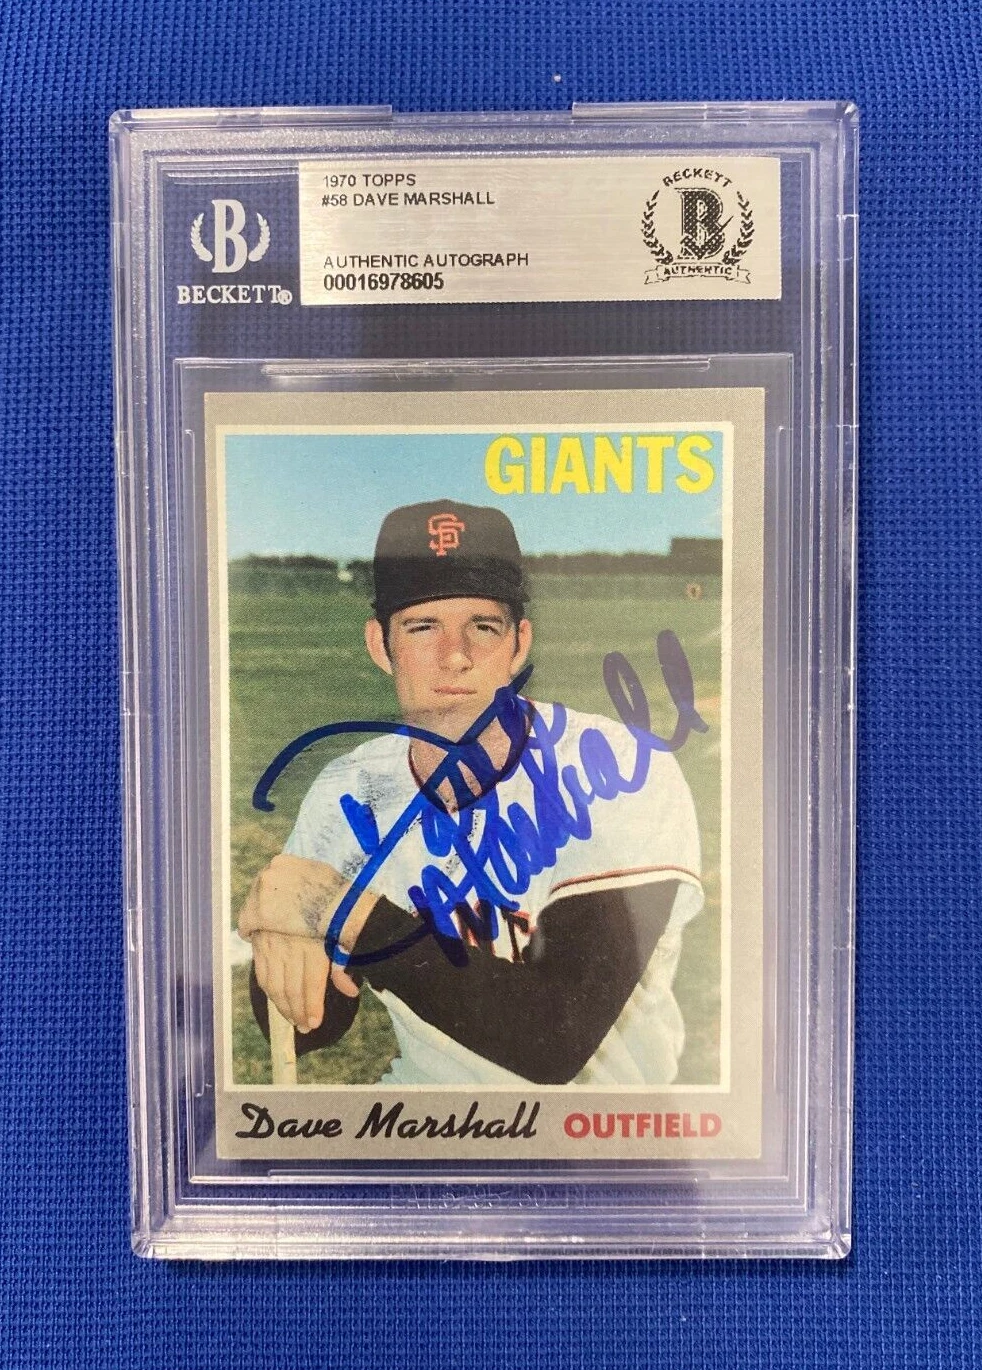 1970 TOPPS
#58 DAVE MARSHALL
AUTHENTIC AUTOGRAPH
00016978605
B
BECKETT®
BECKETT
B
AUTHENTIC
GIANTS
SF
Dave
Marshall
Dave Marshall OUTFIELD